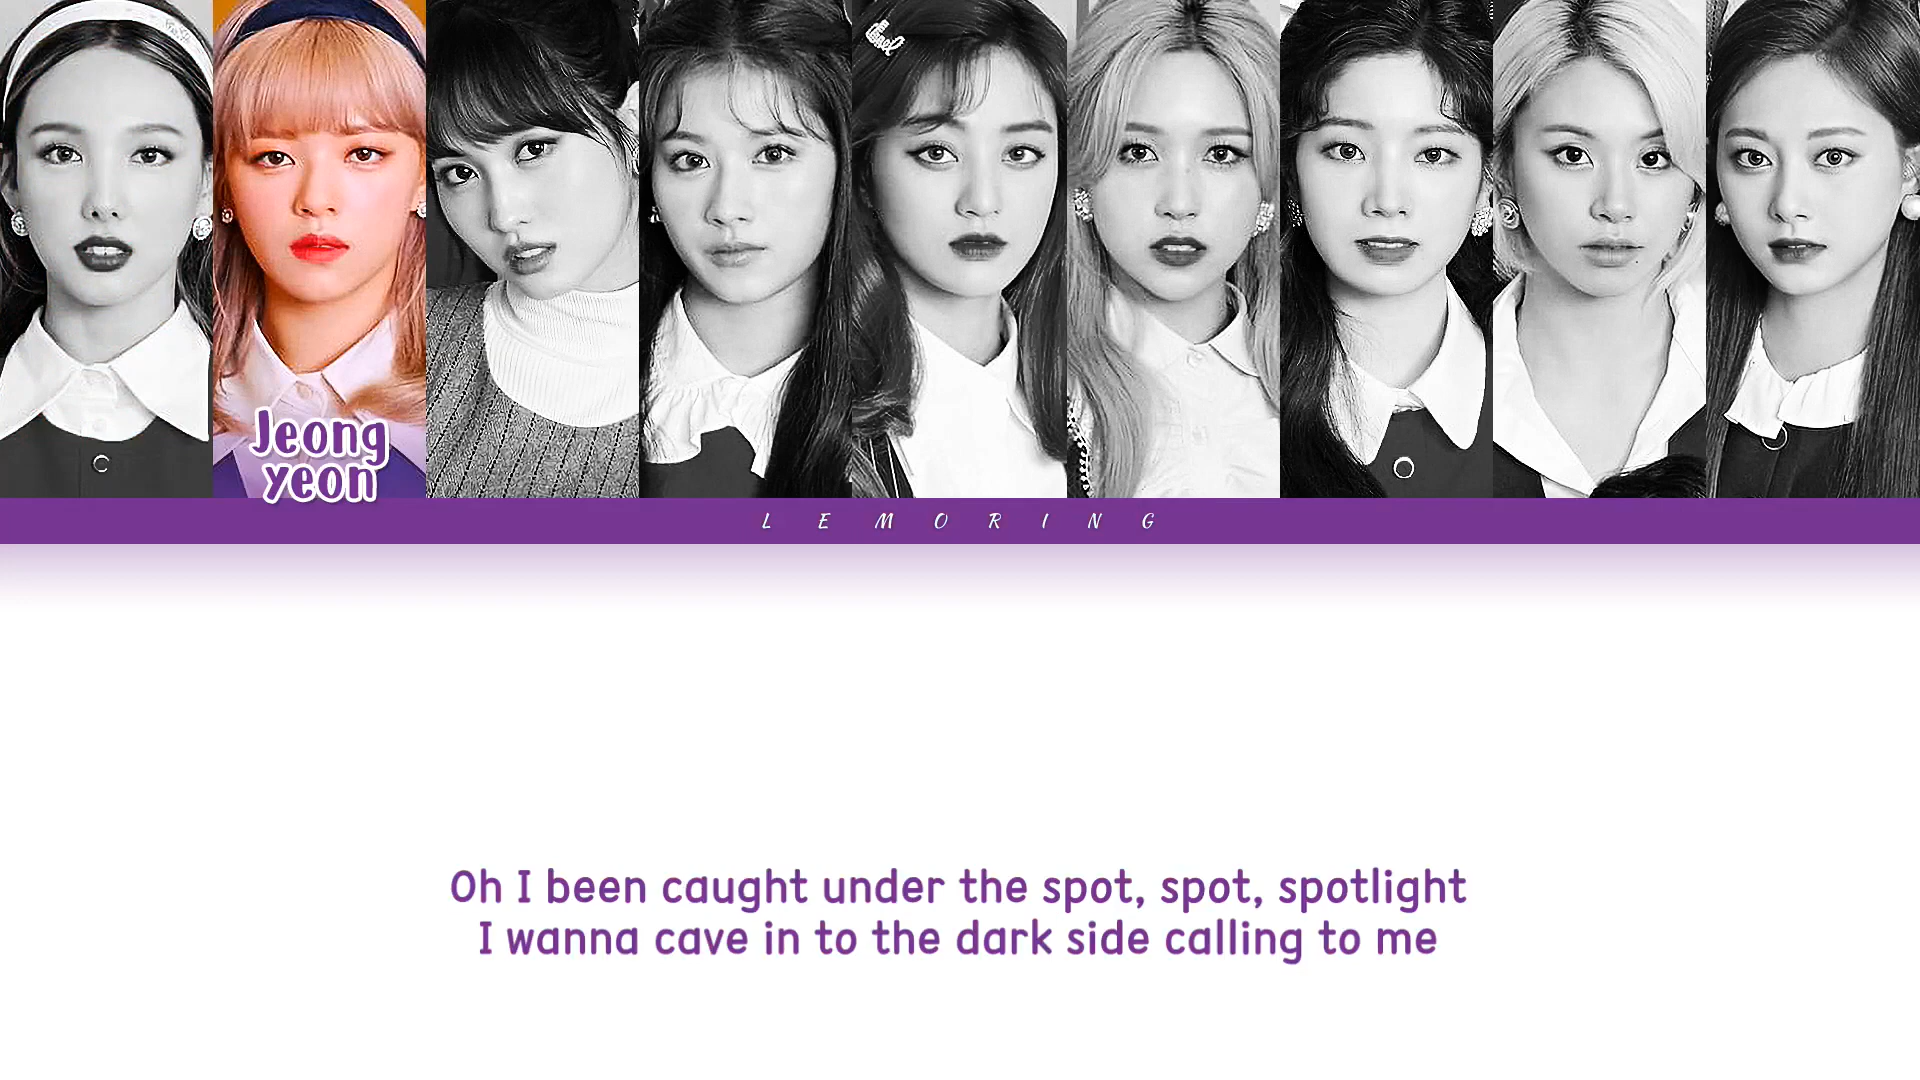 Jeong
yeon
LEMORING
Oh I been caught under the spot, spot, spotlight
I wanna cave in to the dark side calling to me